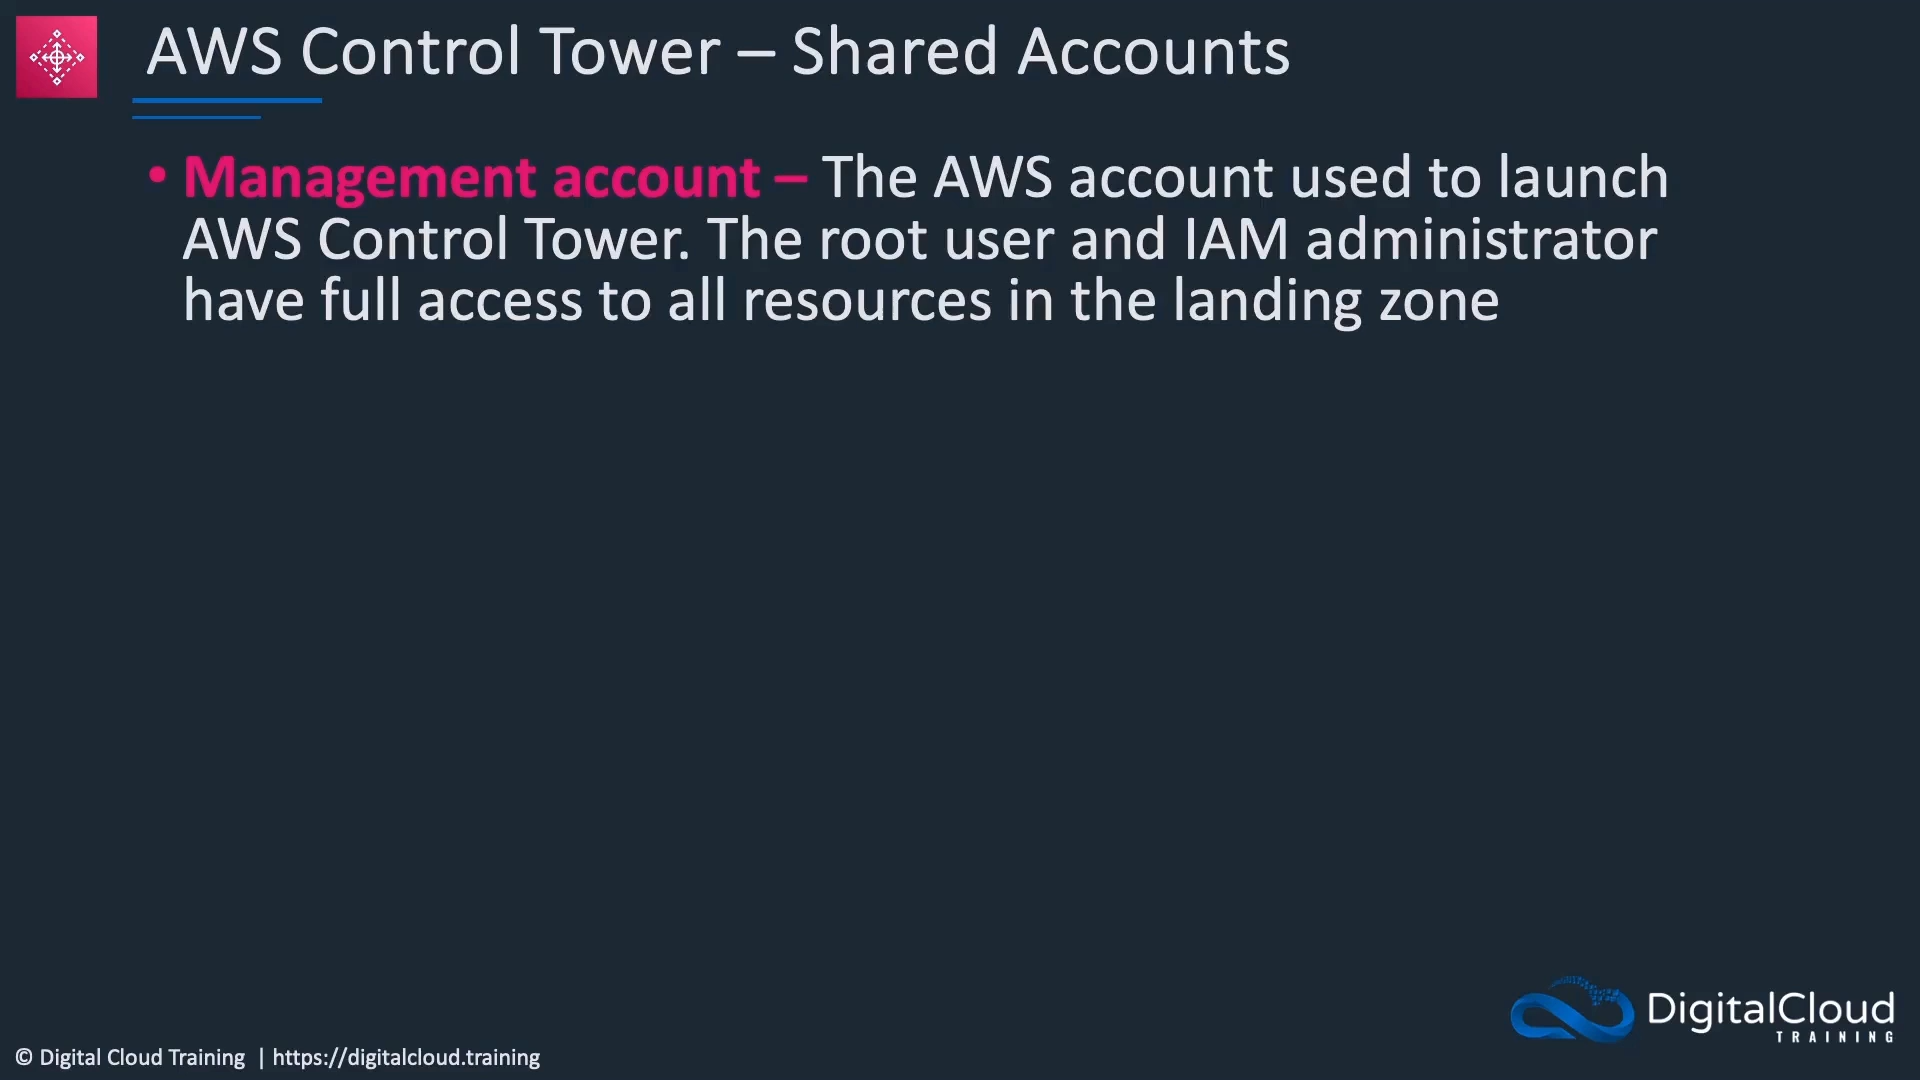 AWS Control Tower – Shared Accounts
• Management account – The AWS account used to launch
AWS Control Tower. The root user and IAM administrator
have full access to all resources in the landing zone
DigitalCloud
TRAINING
© Digital Cloud Training | https://digitalcloud.training